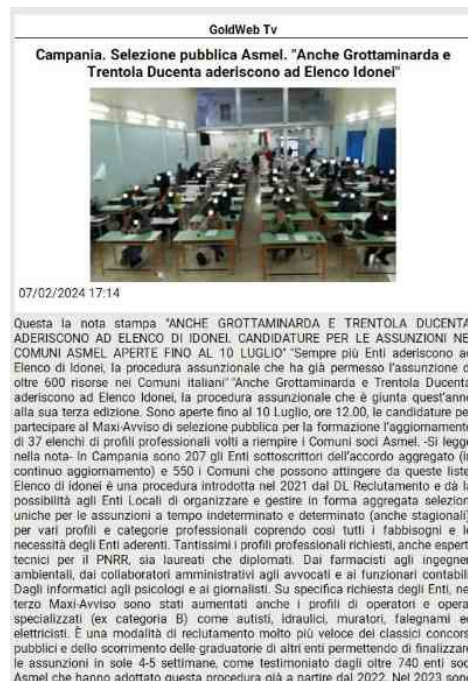 GoldWeb Tv
Campania. Selezione pubblica Asmel. "Anche Grottaminarda e
Trentola Ducenta aderiscono ad Elenco Idonei"
07/02/2024 17:14
Questa la nota stampa "ANCHE GROTTAMINARDA E TRENTOLA DUCENTA
ADERISCONO AD ELENCO DI IDONEI. CANDIDATURE PER LE ASSUNZIONI NE
COMUNI ASMEL APERTE FINO AL 10 LUGLIO" "Sempre più Enti aderiscono ad
Elenco di Idonei, la procedura assunzionale che ha già permesso l'assunzione d
oltre 600 risorse nei Comuni italiani" "Anche Grottaminarda e Trentola Ducenta
aderiscono ad Elenco Idonei, la procedura assunzionale che è giunta quest'anno
alla sua terza edizione. Sono aperte fino al 10 Luglio, ore 12.00, le candidature pe
partecipare al Maxi-Avviso di selezione pubblica per la formazione l'aggiornamento
di 37 elenchi di profili professionali volti a riempire i Comuni soci Asmel. -Si legge
nella nota- In Campania sono 207 gli Enti sottoscrittori dell'accordo aggregato (i
continuo aggiornamento) e 550 i Comuni che possono attingere da queste liste
Elenco di idonei è una procedura introdotta nel 2021 dal DL Reclutamento e dà l
possibilità agli Enti Locali di organizzare e gestire in forma aggregata selezion
uniche per le assunzioni a tempo indeterminato e determinato (anche stagionali)
per vari profili e categorie professionali coprendo così tutti i fabbisogni e l
necessità degli Enti aderenti. Tantissimi i profili professionali richiesti, anche espert
tecnici per il PNRR, sia laureati che diplomati. Dai farmacisti agli ingegner
ambientali, dai collaboratori amministrativi agli avvocati e ai funzionari contabil
Dagli informatici agli psicologi e ai giornalisti. Su specifica richiesta degli Enti, ne
terzo Maxi-Avviso sono stati aumentati anche i profili di operatori e opera
specializzati (ex categoria B) come autisti, idraulici, muratori, falegnami ed
elettricisti. È una modalità di reclutamento molto più veloce dei classici concors
pubblici e dello scorrimento delle graduatorie di altri enti permettendo di finalizzare
le assunzioni in sole 4-5 settimane, come testimoniato dagli oltre 740 enti soc
Asmel che hanno adottato questa procedura già a partire dal 2022. Nel 2023 sono